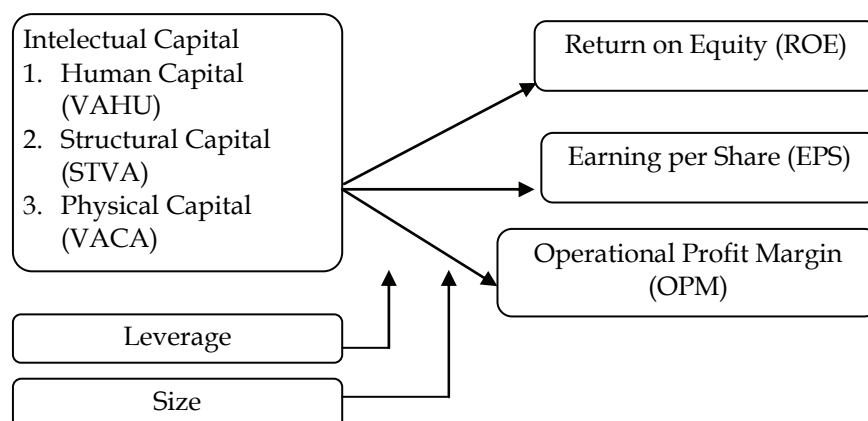 Intelectual Capital
1. Human Capital
(VAHU)
2. Structural Capital
(STVA)
3. Physical Capital
(VACA)
Return on Equity (ROE)
Earning per Share (EPS)
Operational Profit Margin
(OPM)
Leverage
Size